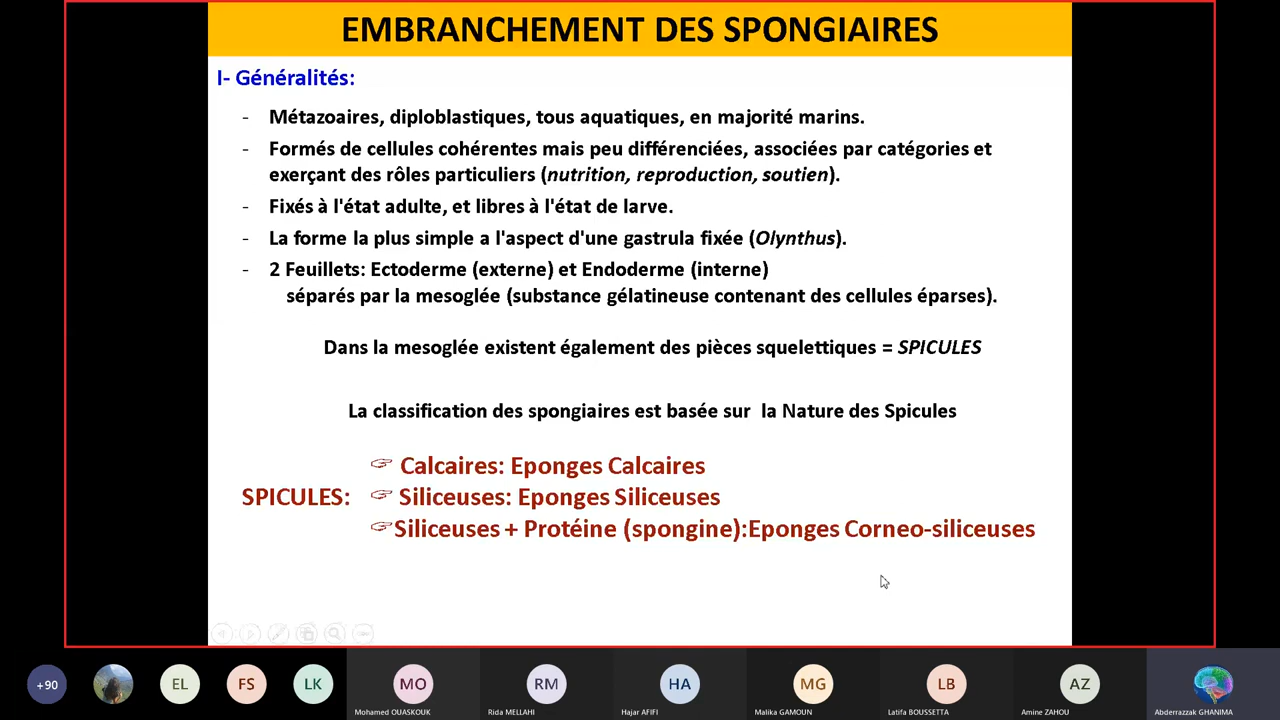 EMBRANCHEMENT DES SPONGIAIRES
I- Généralités:
- Métazoaires, diploblastiques, tous aquatiques, en majorité marins.
- Formés de cellules cohérentes mais peu différenciées, associées par catégories et
exerçant des rôles particuliers (nutrition, reproduction, soutien).
- Fixés à l'état adulte, et libres à l'état de larve.
- La forme la plus simple a l'aspect d'une gastrula fixée (Olynthus).
- 2 Feuillets: Ectoderme (externe) et Endoderme (interne)
séparés par la mesoglée (substance gélatineuse contenant des cellules éparses).
Dans la mesoglée existent également des pièces squelettiques = SPICULES
La classification des spongiaires est basée sur la Nature des Spicules
Calcaires: Eponges Calcaires
SPICULES: Siliceuses: Eponges Siliceuses
Siliceuses + Protéine (spongine):Eponges Corneo-siliceuses
+90 EL FS LK MO RM HA MG LB AZ
Mohamed OUASKOUK Rida MELLAHI Hajar AFIFI Malika GAMOUN Latifa BOUSSETTA Amine ZAHOU Abderrazzak GHANIMA